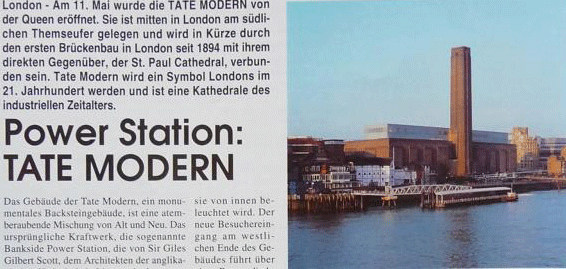 London - Am 11. Mai wurde die TATE MODERN von
der Queen eröffnet. Sie ist mitten in London am südli-
chen Themseufer gelegen und wird in Kürze durch
den ersten Brückenbau in London seit 1894 mit ihrem
direkten Gegenüber, der St. Paul Cathedral, verbun-
den sein. Tate Modern wird ein Symbol Londons im
21. Jahrhundert werden und ist eine Kathedrale des
industriellen Zeitalters.
Power Station:
TATE MODERN
Das Gebäude der Tate Modern, ein monu-
mentales Backsteingebäude, ist eine atem-
beraubende Mischung von Alt und Neu. Das
ursprüngliche Kraftwerk, die sogenannte
Bankside Power Station, die von Sir Giles
Gilbert Scott, dem Architekten der anglika-
sie von innen be-
leuchtet wird. Der
neue Besucherein-
gang am westli-
chen Ende des Ge-
bäudes führt über